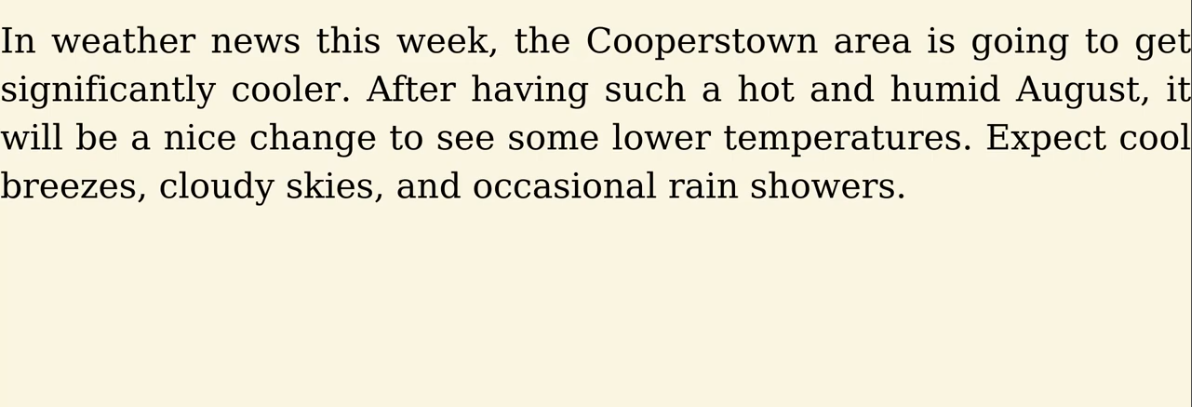 In weather news this week, the Cooperstown area is going to get
significantly cooler. After having such a hot and humid August, it
will be a nice change to see some lower temperatures. Expect cool
breezes, cloudy skies, and occasional rain showers.